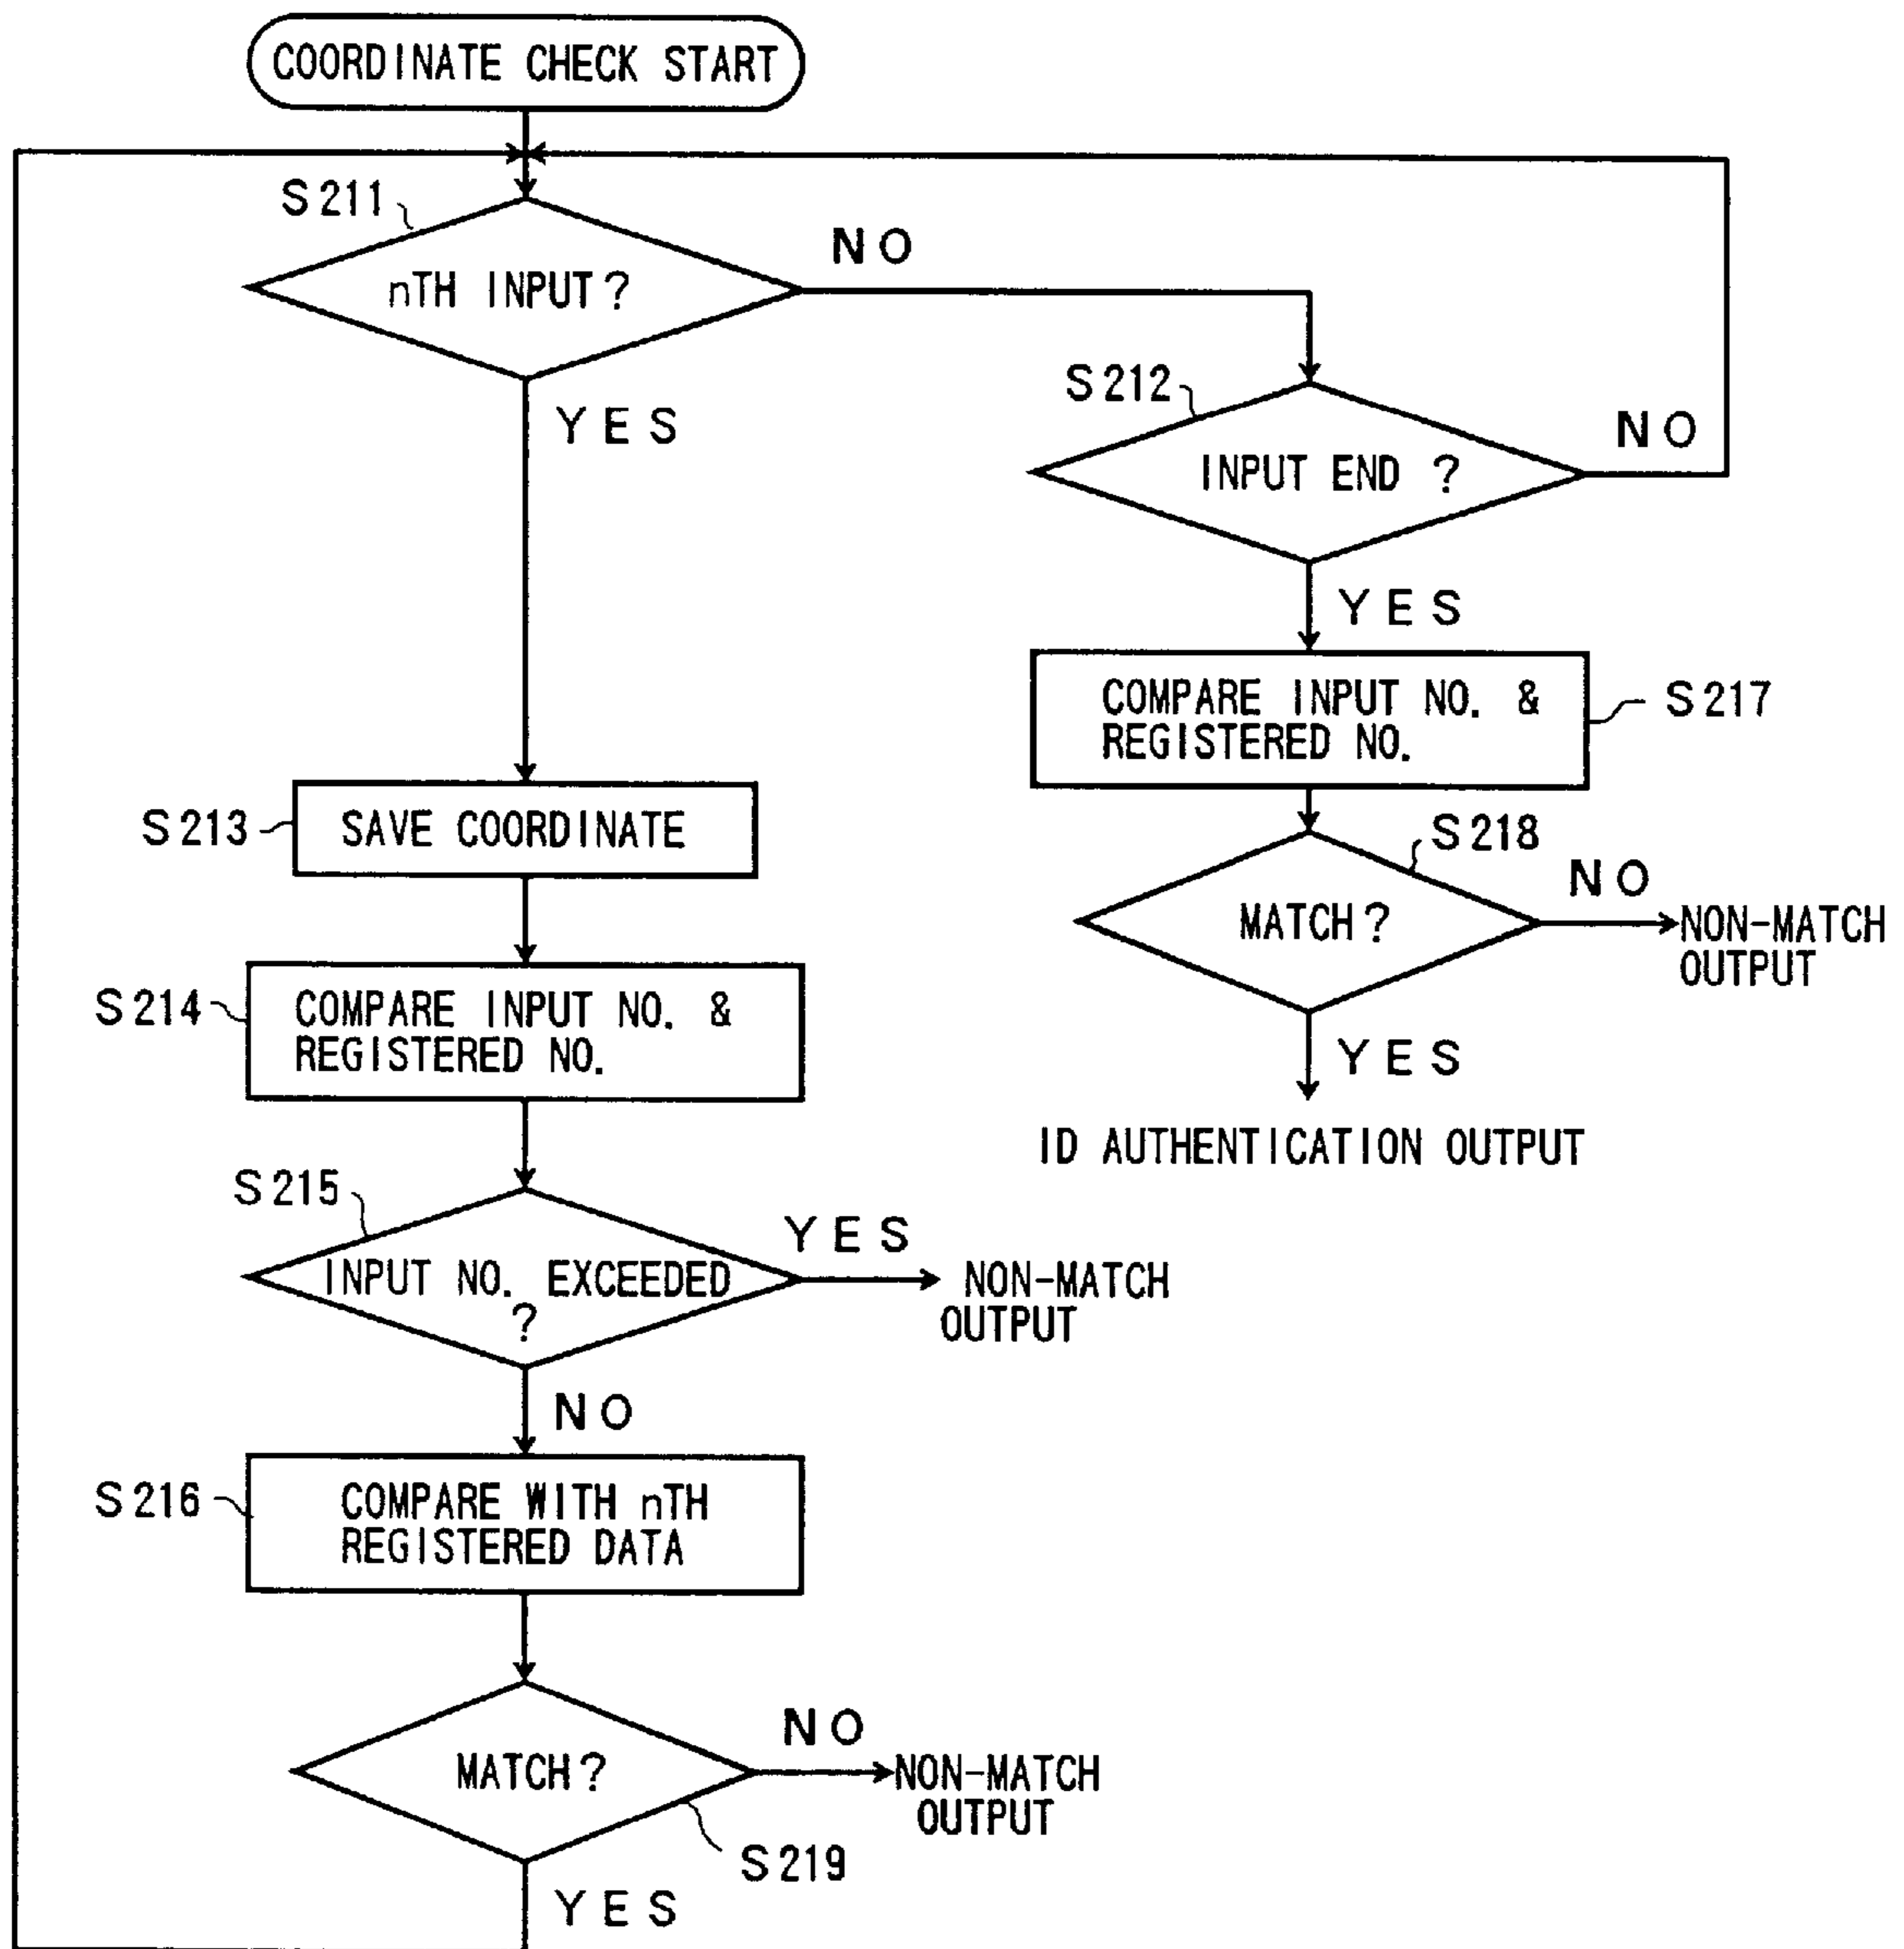 COORDINATE CHECK START
S211
nTH INPUT?
NO
YES
S212
INPUT END ?
NO
YES
COMPARE INPUT NO. &
REGISTERED NO.
S217
S213
SAVE COORDINATE
S218
MATCH?
NO
NON-MATCH
OUTPUT
YES
ID AUTHENTICATION OUTPUT
S214
COMPARE INPUT NO. &
REGISTERED NO.
S215
INPUT NO. EXCEEDED
?
YES
NON-MATCH
OUTPUT
NO
S216
COMPARE WITH nTH
REGISTERED DATA
MATCH?
NO
NON-MATCH
OUTPUT
S219
YES